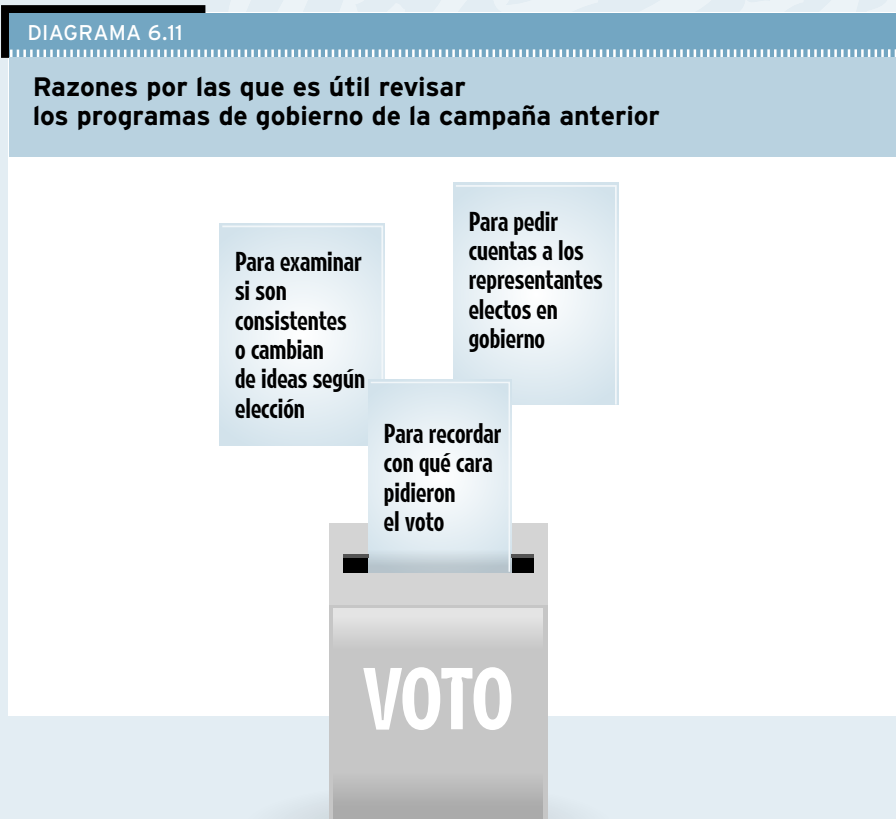 DIAGRAMA 6.11
Razones por las que es útil revisar
los programas de gobierno de la campaña anterior
Para examinar
si son
consistentes
o cambian
de ideas según
elección
Para pedir
cuentas a los
representantes
electos en
gobierno
Para recordar
con qué cara
pidieron
el voto
VOTO